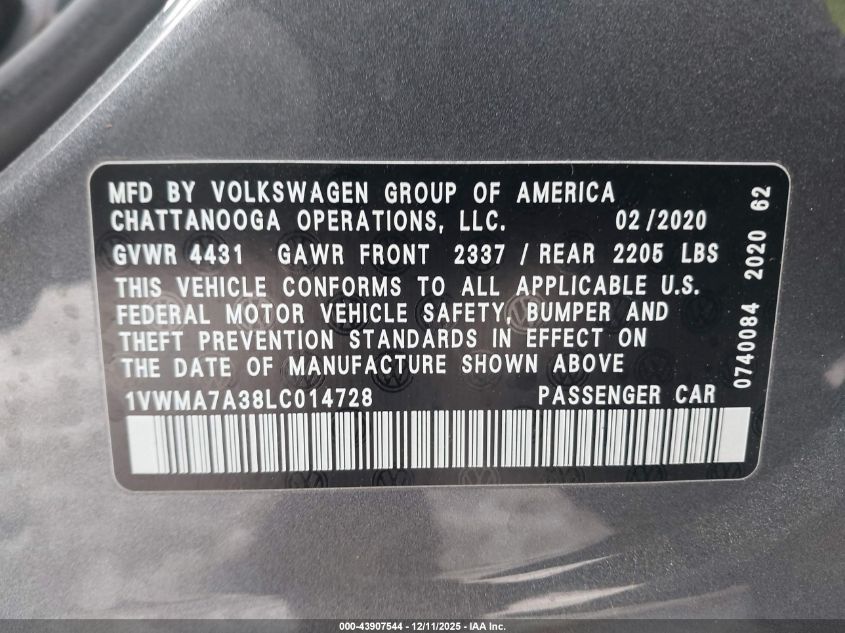 MFD BY VOLKSWAGEN GROUP OF AMERICA
CHATTANOOGA OPERATIONS, LLC. 02/2020
GVWR 4431 GAWR FRONT 2337 / REAR 2205 LBS
THIS VEHICLE CONFORMS TO ALL APPLICABLE U.S.
FEDERAL MOTOR VEHICLE SAFETY, BUMPER AND
THEFT PREVENTION STANDARDS IN EFFECT ON
THE DATE OF MANUFACTURE SHOWN ABOVE
1VWMA7A38LC014728 PASSENGER CAR
0740084 2020 62
000-43907544 - 12/11/2025 - IAA Inc.